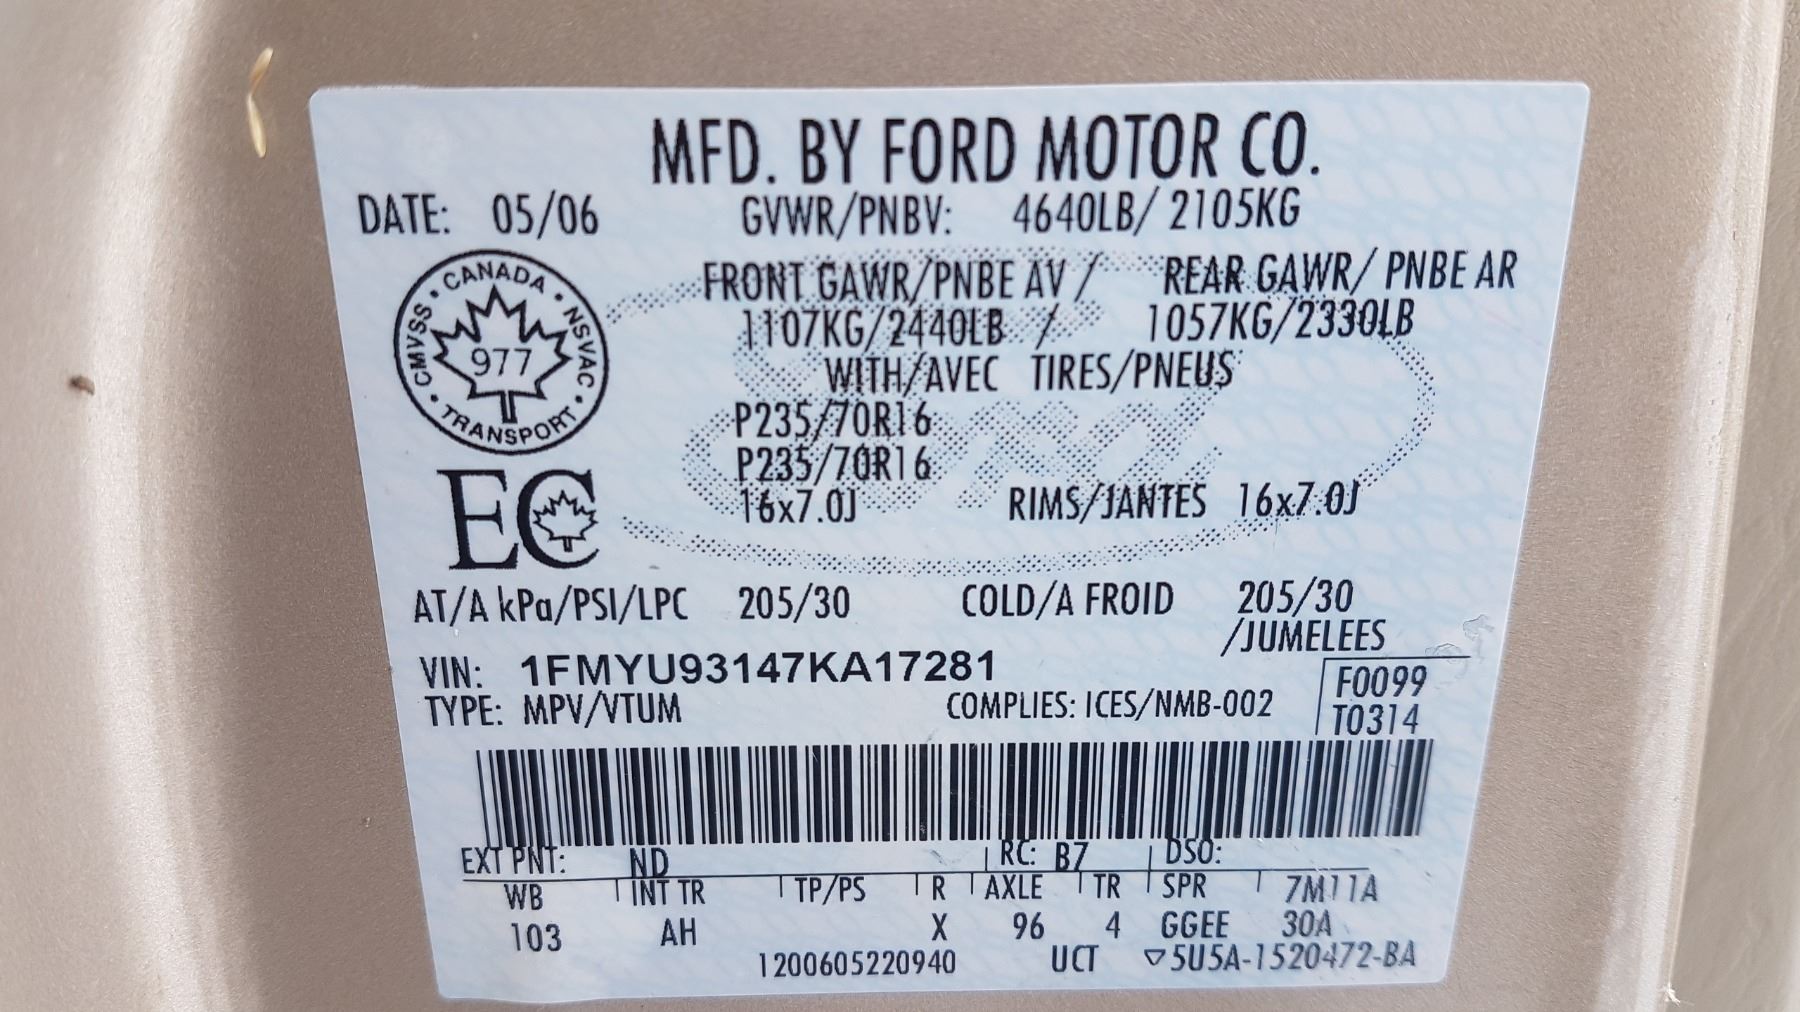 MFD. BY FORD MOTOR CO.
DATE: 05/06 GVWR/PNBV: 4640LB/ 2105KG
CANADA • NSVAC • TRANSPORT • CMVSS •
977
FRONT GAWR/PNBE AV / REAR GAWR/ PNBE AR
1107KG/2440LB / 1057KG/2330LB
WITH/AVEC TIRES/PNEUS
P235/70R16
P235/70R16
16x7.0J RIMS/JANTES 16x7.0J
EC
AT/A kPa/PSI/LPC 205/30 COLD/A FROID 205/30
/JUMELEES
VIN: 1FMYU93147KA17281
F0099
TYPE: MPV/VTUM COMPLIES: ICES/NMB-002
T0314
EXT PNT: ND RC: B7 DSO:
WB INT TR TP/PS R AXLE TR SPR 7M11A
103 AH X 96 4 GGEE 30A
1200605220940 UCT ▽5U5A-1520472-BA